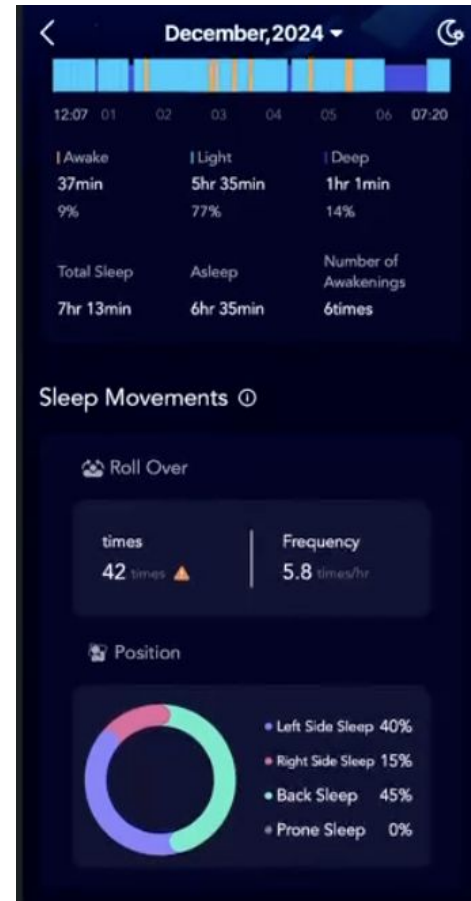 December,2024
12:07 01 02 03 04 05 06 07:20
Awake Light Deep
37min 5hr 35min 1hr 1min
9% 77% 14%
Total Sleep Asleep Number of Awakenings
7hr 13min 6hr 35min 6times
Sleep Movements
Roll Over
times Frequency
42 times 5.8 times/hr
Position
Left Side Sleep 40%
Right Side Sleep 15%
Back Sleep 45%
Prone Sleep 0%